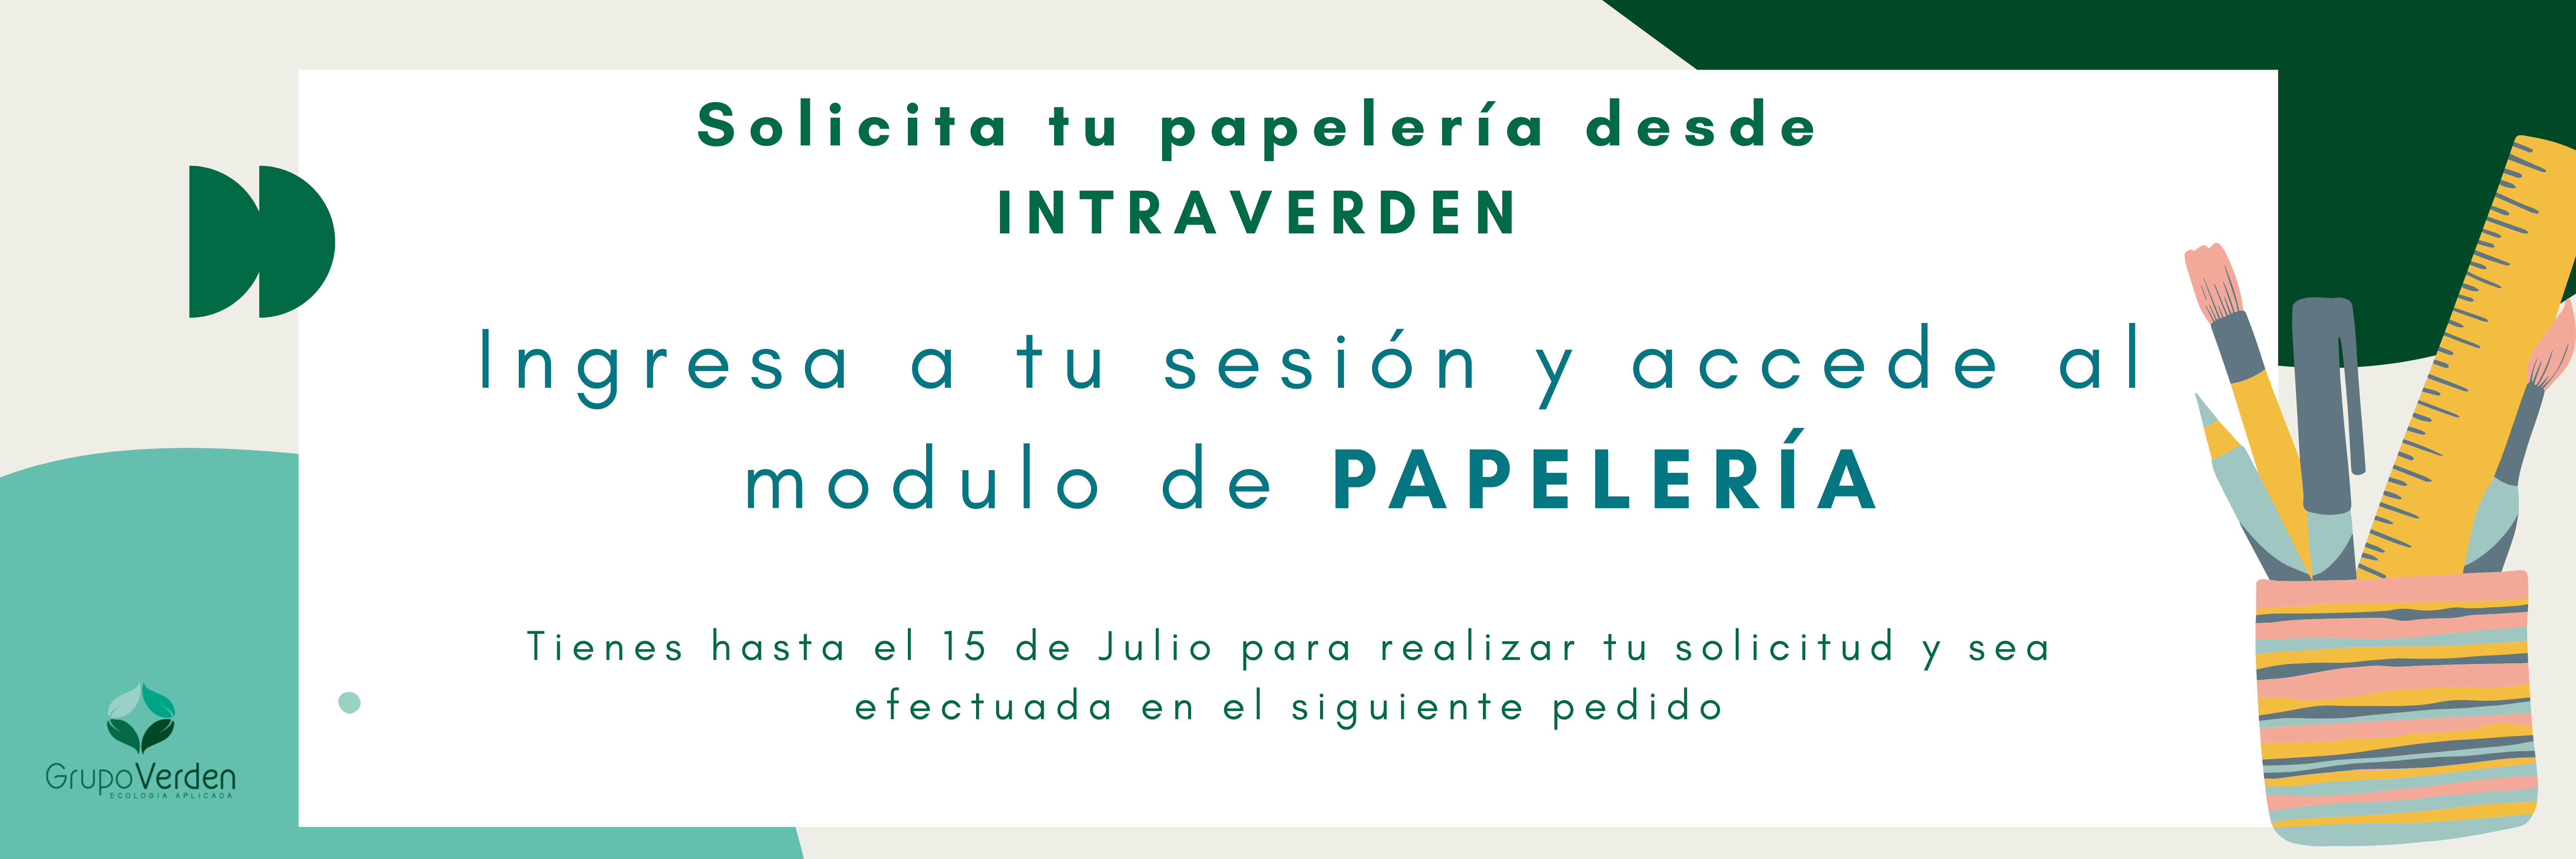 Solicita tu papelería desde
INTRAVERDEN
Ingresa a tu sesión y accede al
modulo de PAPELERÍA
Tienes hasta el 15 de Julio para realizar tu solicitud y sea
efectuada en el siguiente pedido
GrupoVerden
ECOLOGIA APLICADA